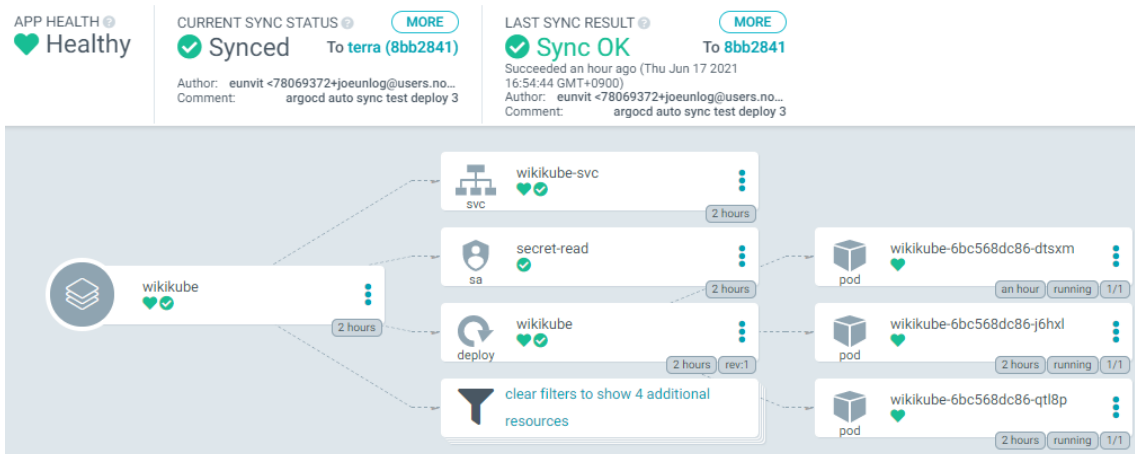 APP HEALTH
Healthy
CURRENT SYNC STATUS
MORE
Synced
To terra (8bb2841)
Author: eunvit <78069372+joeunlog@users.no...
Comment: argocd auto sync test deploy 3
LAST SYNC RESULT
MORE
Sync OK
To 8bb2841
Succeeded an hour ago (Thu Jun 17 2021
16:54:44 GMT+0900)
Author: eunvit <78069372+joeunlog@users.no...
Comment: argocd auto sync test deploy 3
wikikube
2 hours
svc
wikikube-svc
2 hours
sa
secret-read
2 hours
deploy
wikikube
2 hours
rev:1
clear filters to show 4 additional
resources
pod
wikikube-6bc568dc86-dtsxm
an hour
running
1/1
pod
wikikube-6bc568dc86-j6hxl
2 hours
running
1/1
pod
wikikube-6bc568dc86-qtl8p
2 hours
running
1/1